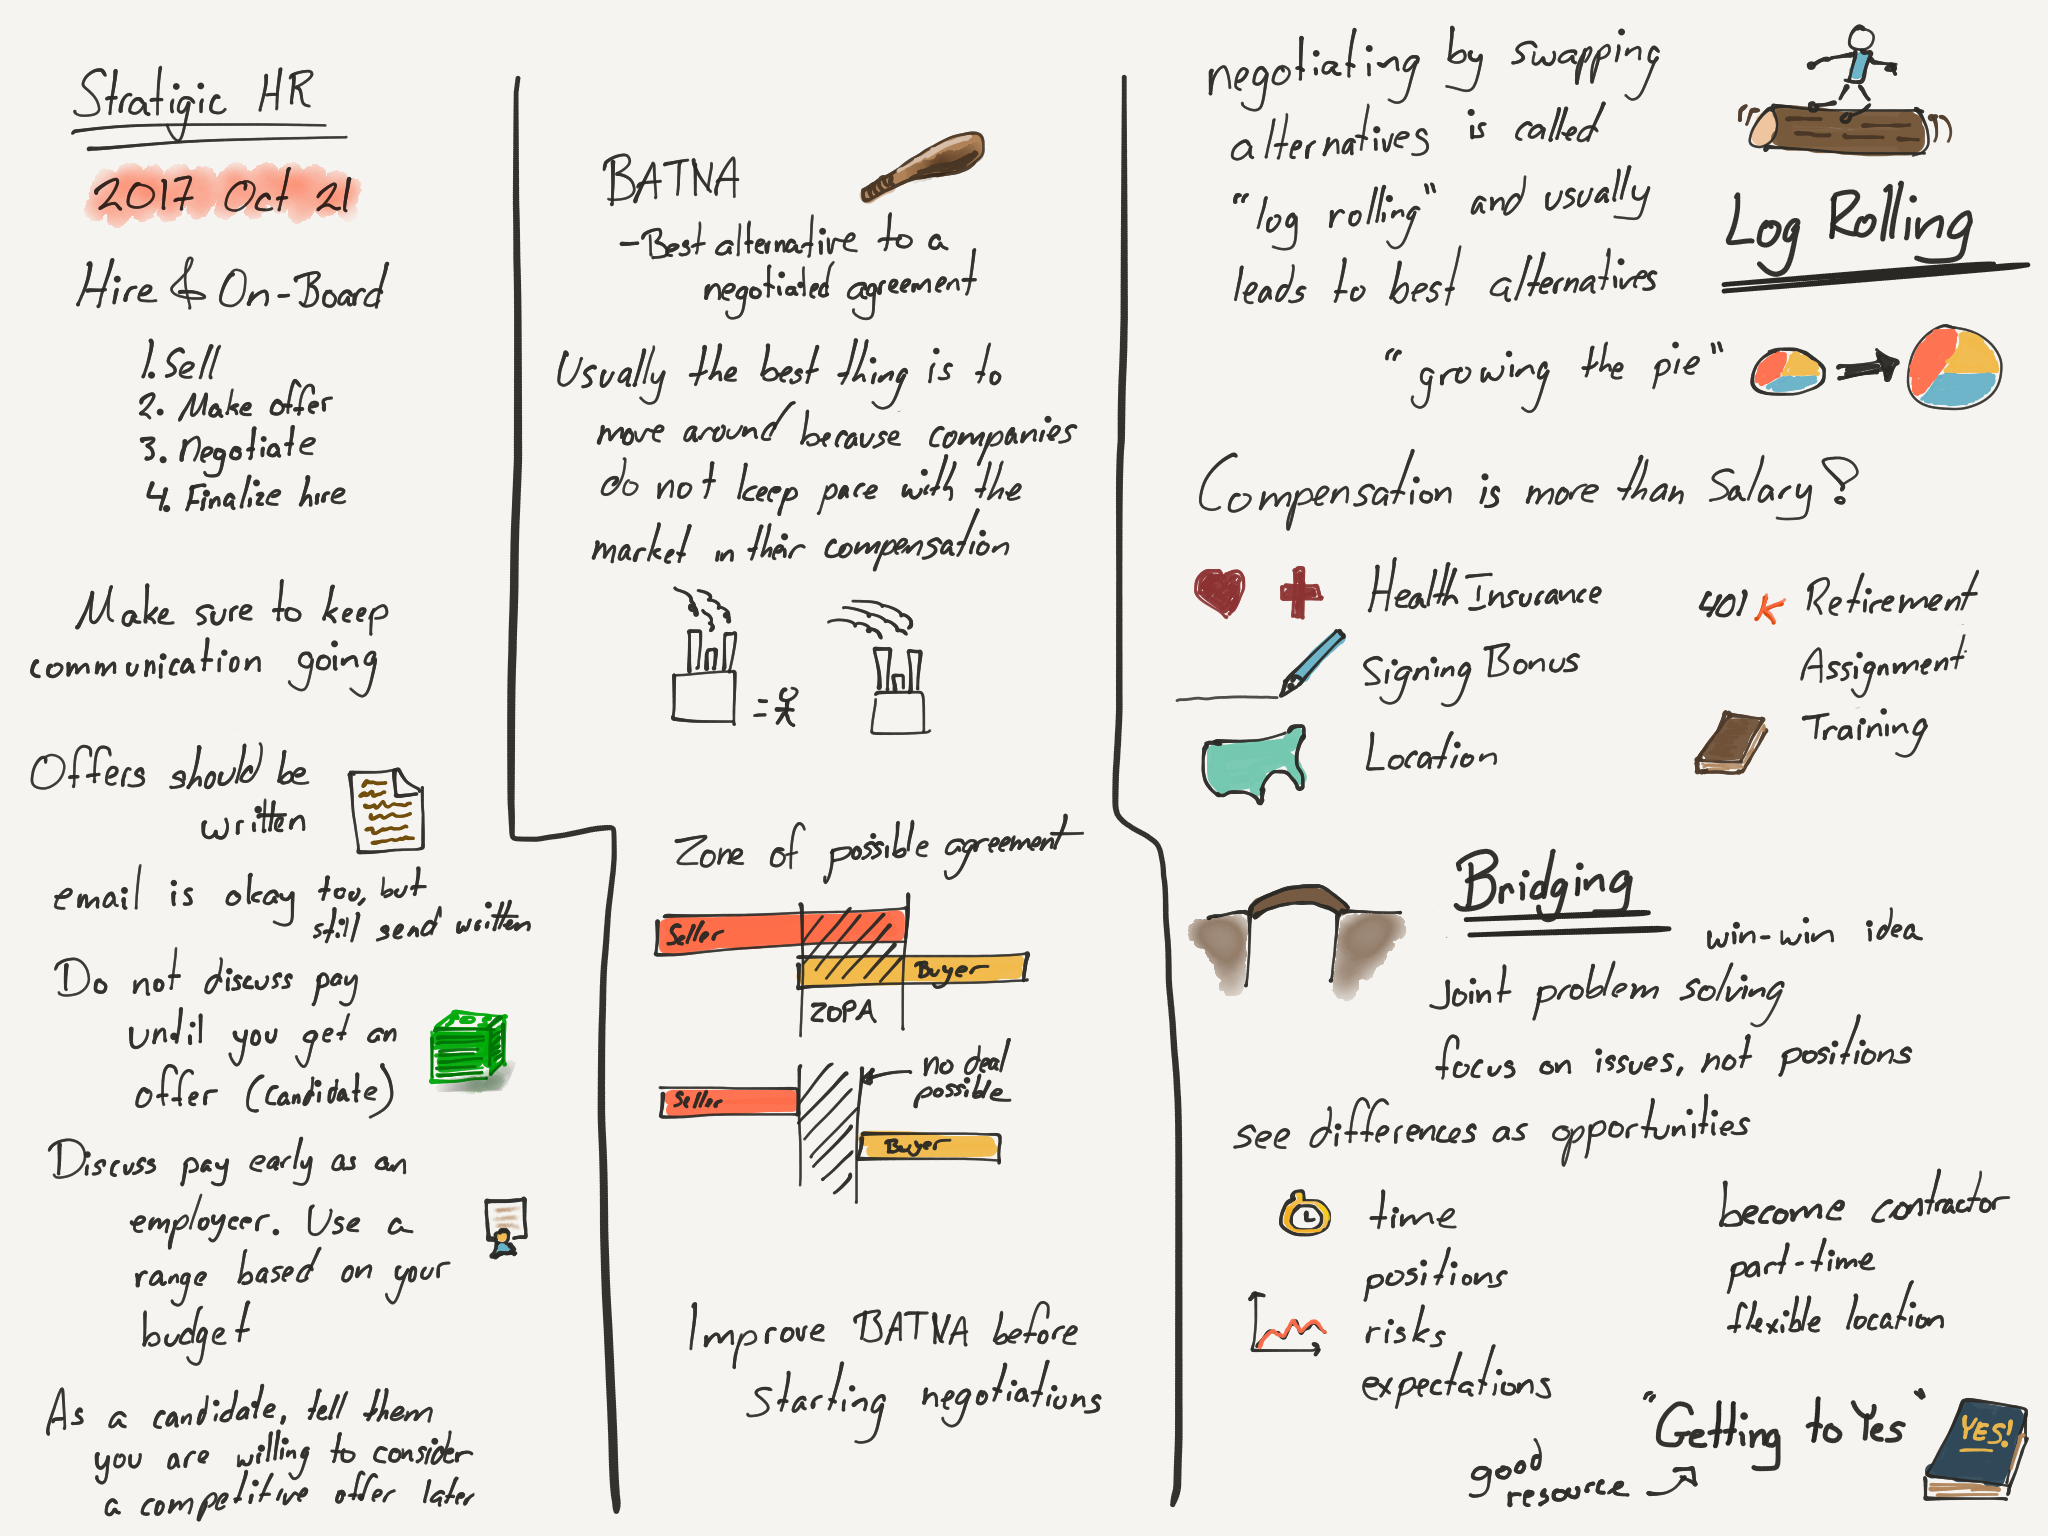 Stratigic HR
2017 Oct 21
Hire & On-Board
1. Sell
2. Make offer
3. Negotiate
4. Finalize hire
Make sure to keep
communication going
Offers should be
written
email is okay too, but
still send written
Do not discuss pay
until you get an
offer (candidate)
Discuss pay early as an
employeer. Use a
range based on your
budget
As a candidate, tell them
you are willing to consider
a competitive offer later
BATNA
- Best alternative to a
negotiated agreement
Usually the best thing is to
move around because companies
do not keep pace with the
market in their compensation
=
Zone of possible agreement
Seller
Buyer
ZOPA
no deal
possible
Seller
Buyer
Improve BATNA before
starting negotiations
negotiating by swapping
alternatives is called
"log rolling" and usually
leads to best alternatives
Log Rolling
"growing the pie"
Compensation is more than Salary!
Health Insurance
Signing Bonus
Location
401K Retirement
Assignment
Training
Bridging
win-win idea
Joint problem solving
focus on issues, not positions
see differences as opportunities
time
positions
risks
expectations
become contractor
part-time
flexible location
"Getting to Yes"
YES!
good
resource